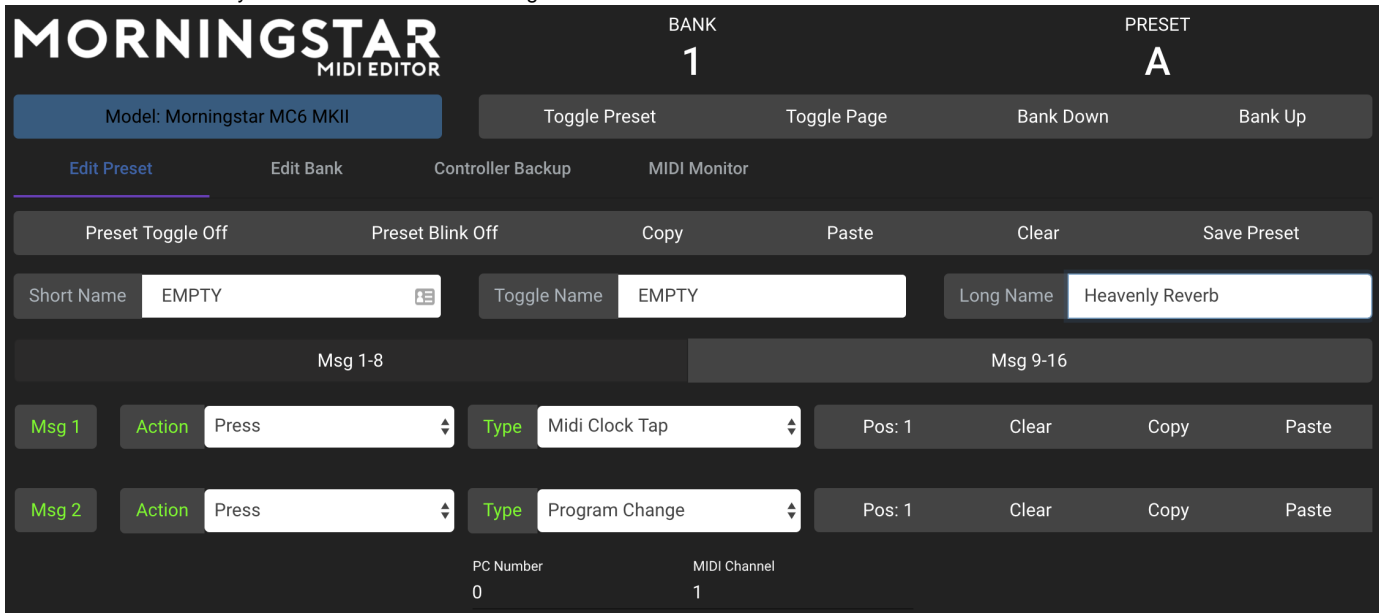 MORNINGSTAR
MIDI EDITOR
BANK
1
PRESET
A
Model: Morningstar MC6 MKII
Toggle Preset Toggle Page Bank Down Bank Up
Edit Preset Edit Bank Controller Backup MIDI Monitor
Preset Toggle Off Preset Blink Off Copy Paste Clear Save Preset
Short Name EMPTY Toggle Name EMPTY Long Name Heavenly Reverb
Msg 1-8 Msg 9-16
Msg 1 Action Press Type Midi Clock Tap Pos: 1 Clear Copy Paste
Msg 2 Action Press Type Program Change Pos: 1 Clear Copy Paste
PC Number MIDI Channel
0 1